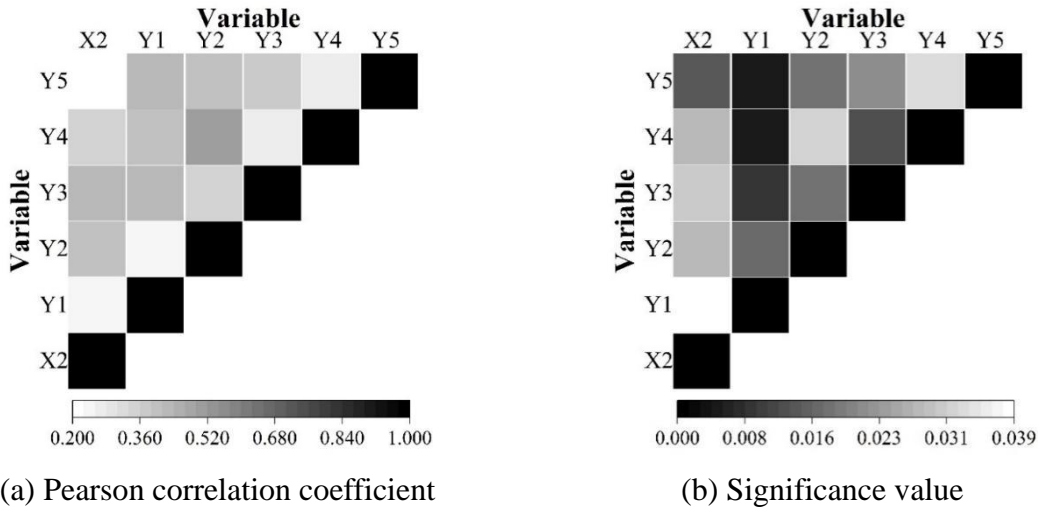 Variable
X2 Y1 Y2 Y3 Y4 Y5
Variable
Y5
Y4
Y3
Y2
Y1
X2
0.200 0.360 0.520 0.680 0.840 1.000
(a) Pearson correlation coefficient
Variable
X2 Y1 Y2 Y3 Y4 Y5
Variable
Y5
Y4
Y3
Y2
Y1
X2
0.000 0.008 0.016 0.023 0.031 0.039
(b) Significance value